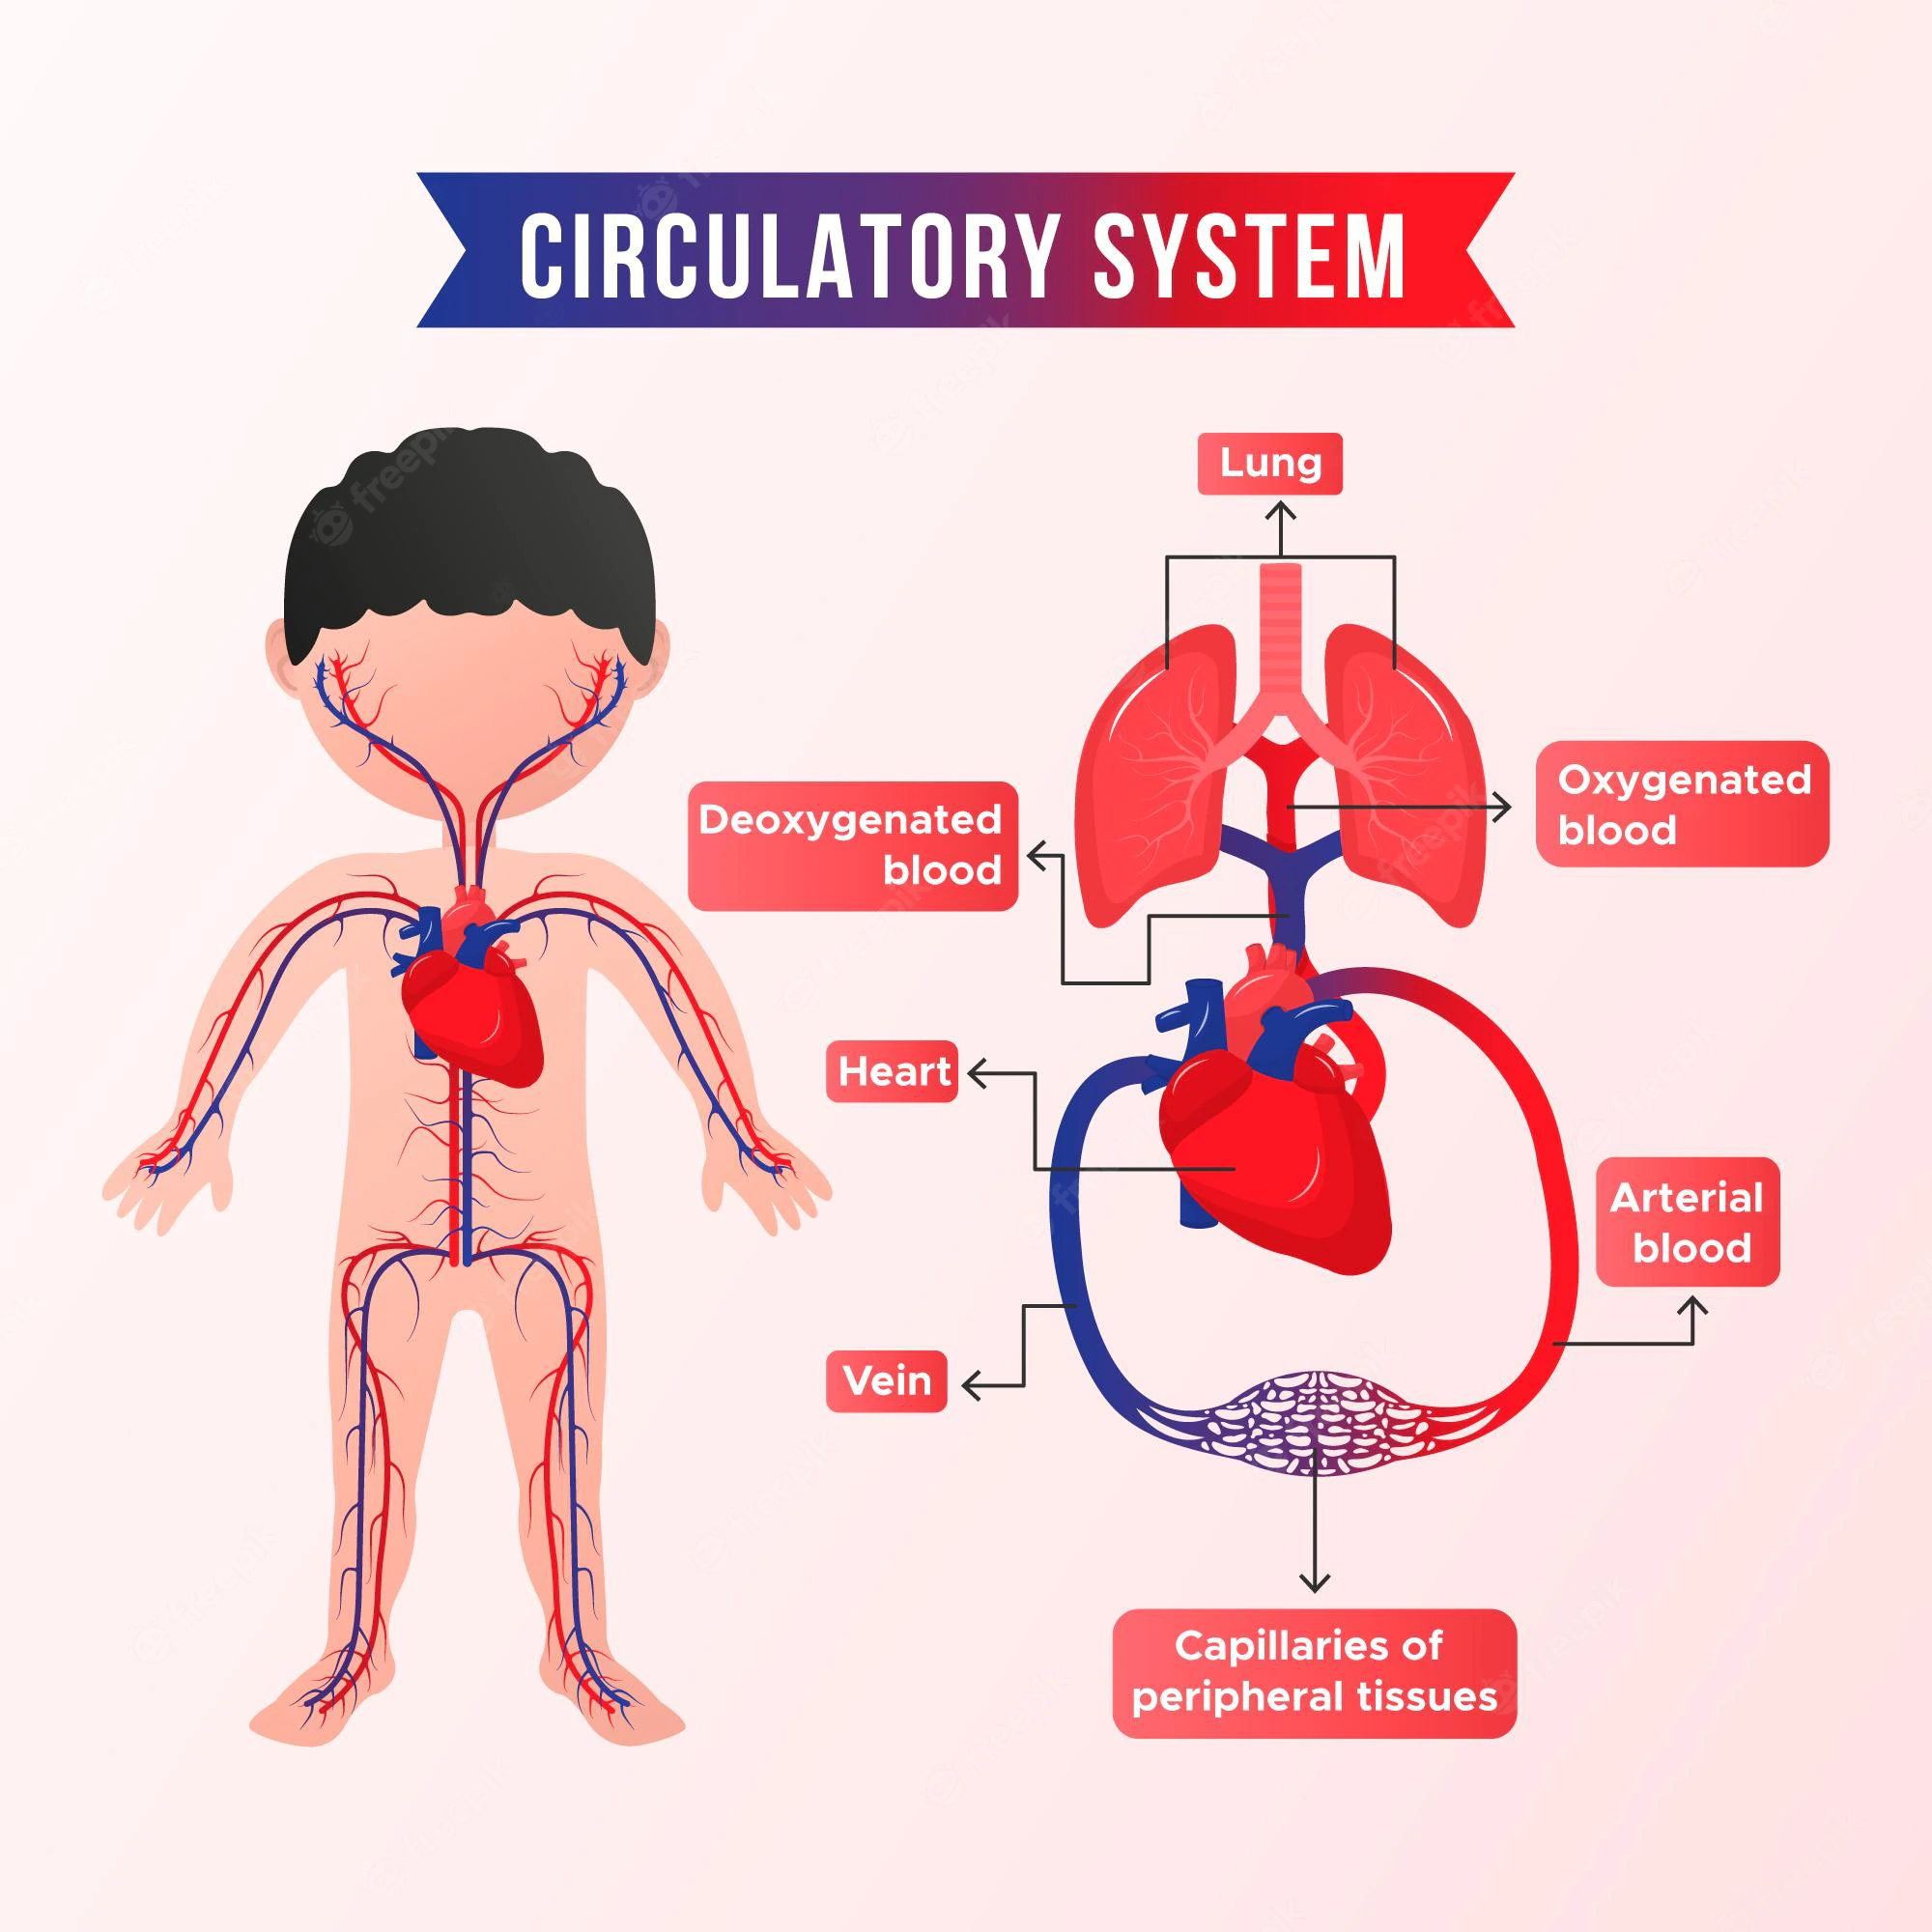 CIRCULATORY SYSTEM
Lung
Oxygenated
blood
Deoxygenated
blood
Heart
Arterial
blood
Vein
Capillaries of
peripheral tissues
freepik